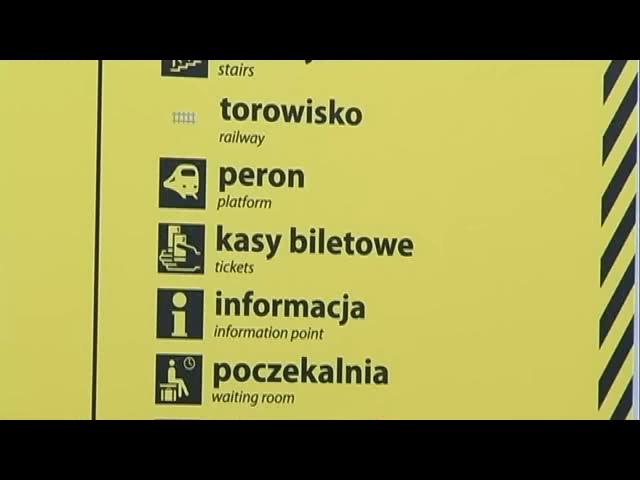 stairs
torowisko
railway
peron
platform
kasy biletowe
tickets
informacja
information point
poczekalnia
waiting room